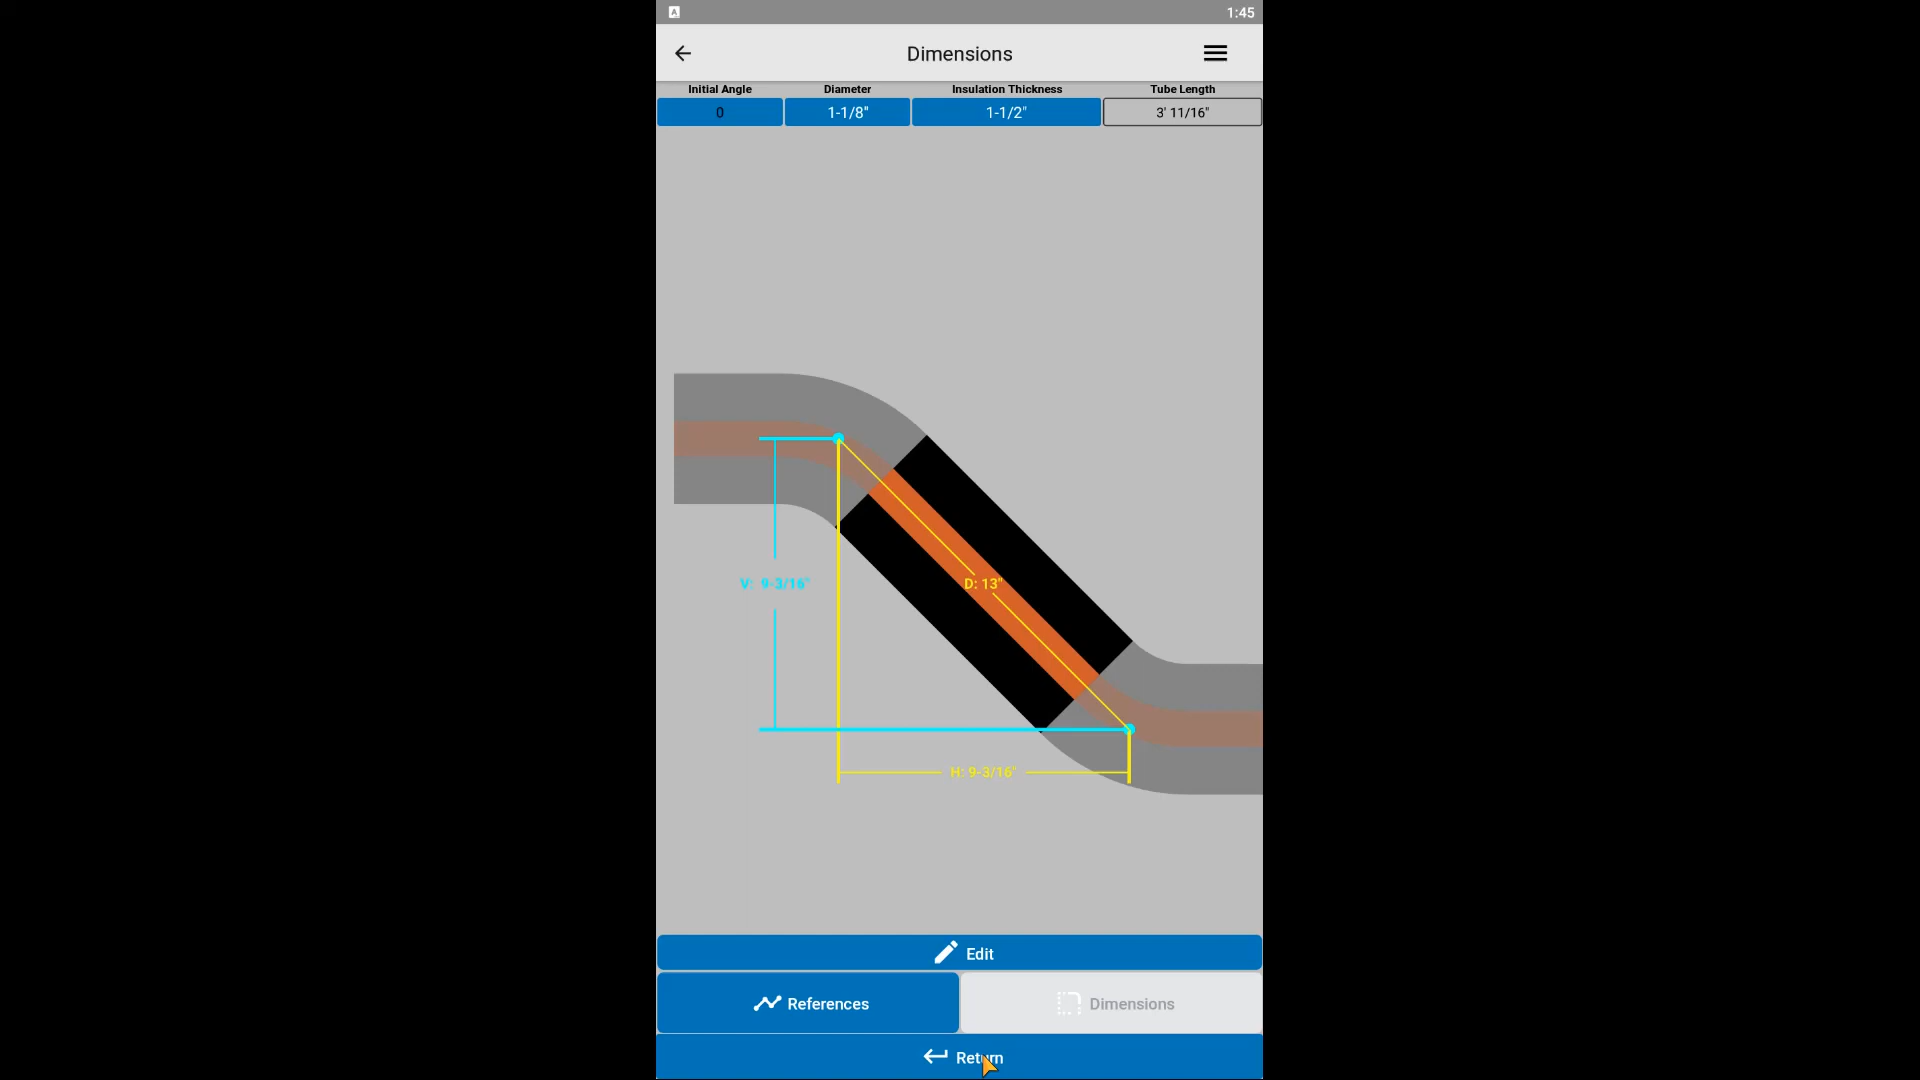 A 1:45
Dimensions
Initial Angle Diameter Insulation Thickness Tube Length
0 1-1/8" 1-1/2" 3' 11/16"
V: 9-3/16" D: 13"
H: 9-3/16"
Edit
References Dimensions
Return